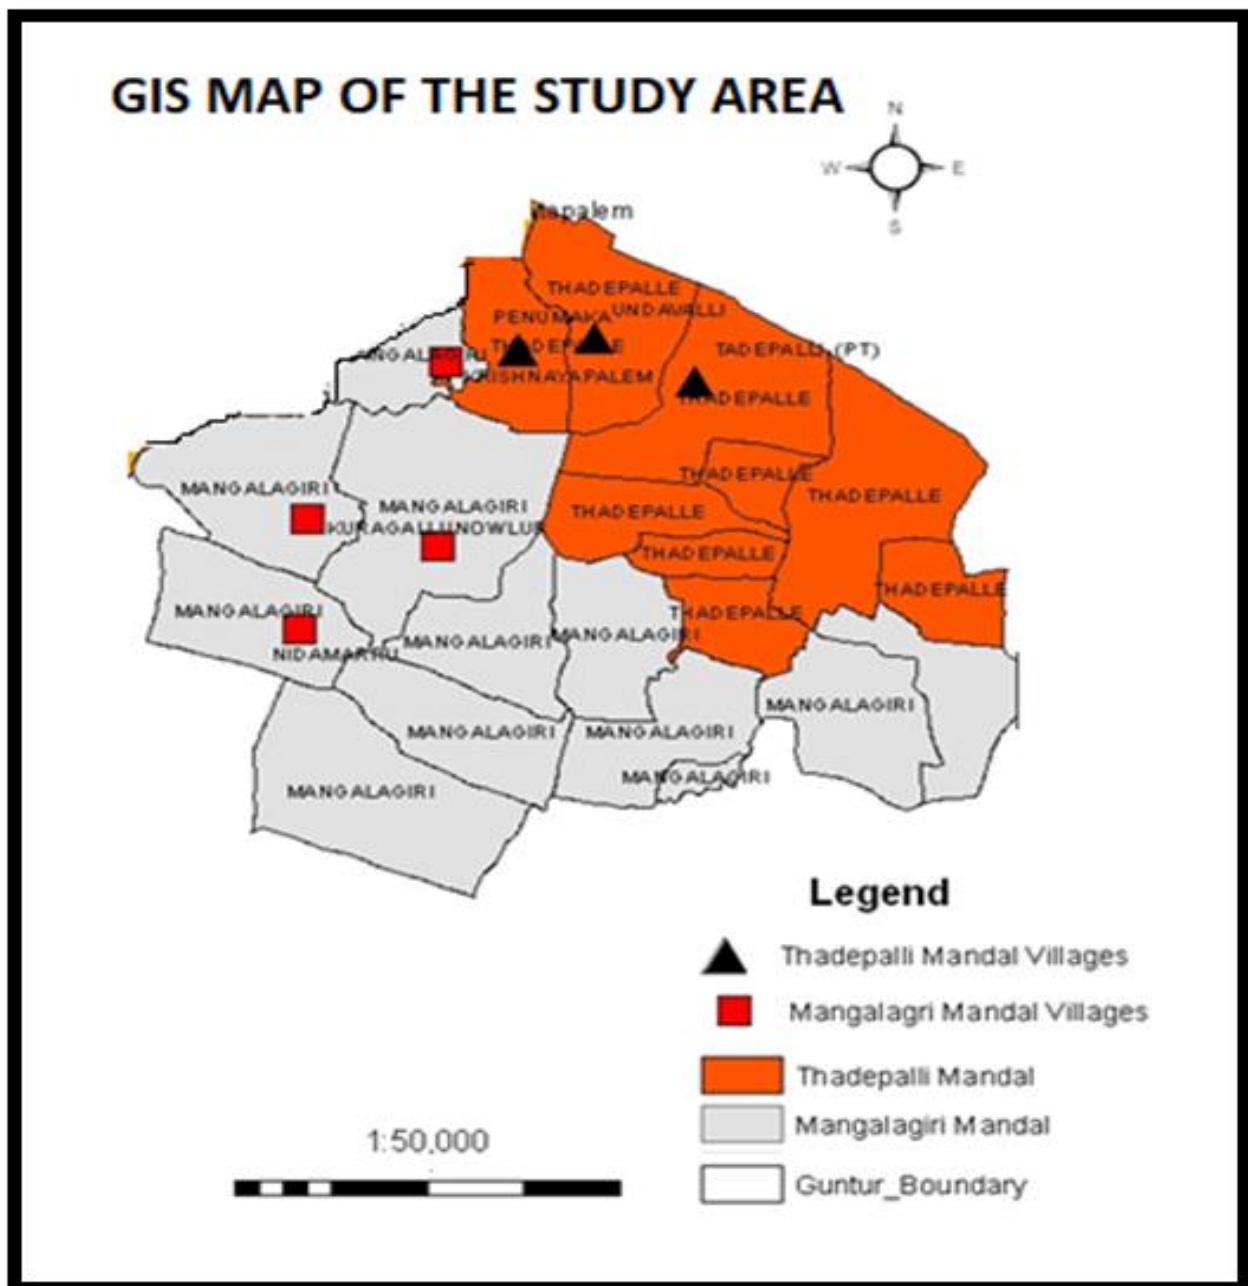 GIS MAP OF THE STUDY AREA
N
W
E
S
THADEPALLE
UNDAVALLI
PENUMAKA
TADEPALLI (PT)
THADEPALLE
KRISHNAYAPALEM
THADEPALLE
THADEPALLE
MANGALAGIRI
THADEPALLE
MANGALAGIRI
THADEPALLE
KURAGALLU
THADEPALLE
THADEPALLE
MANGALAGIRI
THADEPALLE
MANGALAGIRI
MANGALAGIRI
MANGALAGIRI
MANGALAGIRI
MANGALAGIRI
MANGALAGIRI
MANGALAGIRI
Legend
Thadepalli Mandal Villages
Mangalagri Mandal Villages
Thadepalli Mandal
Mangalagiri Mandal
1:50,000
Guntur_Boundary